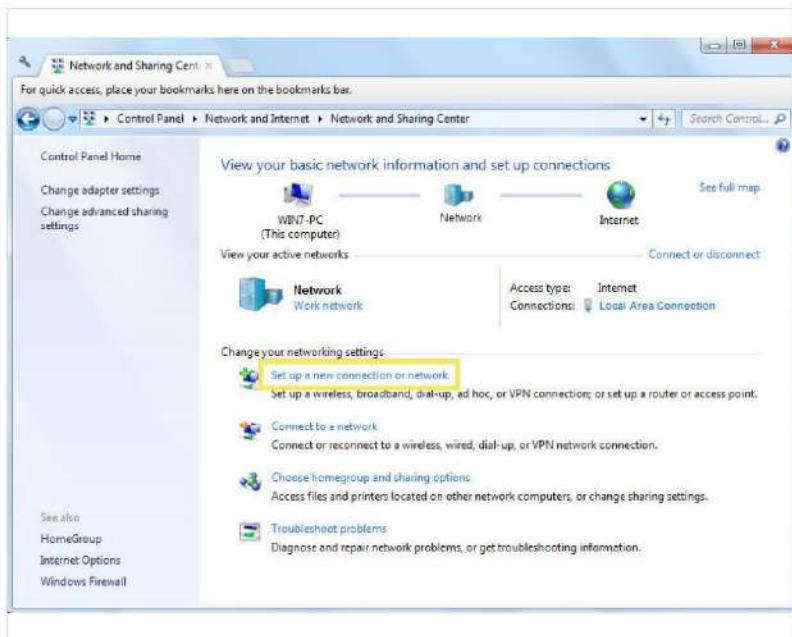 Network and Sharing Cent
For quick access, place your bookmarks here on the bookmarks bar.
Control Panel Network and Internet Network and Sharing Center
Search Control...
Control Panel Home
Change adapter settings
Change advanced sharing
settings
View your basic network information and set up connections
See full map
WIN7-PC
(This computer)
Network
Internet
View your active networks
Connect or disconnect
Network
Work network
Access type: Internet
Connections: Local Area Connection
Change your networking settings
Set up a new connection or network
Set up a wireless, broadband, dial-up, ad hoc, or VPN connection; or set up a router or access point.
Connect to a network
Connect or reconnect to a wireless, wired, dial-up, or VPN network connection.
Choose homegroup and sharing options
Access files and printers located on other network computers, or change sharing settings.
Troubleshoot problems
Diagnose and repair network problems, or get troubleshooting information.
See also
HomeGroup
Internet Options
Windows Firewall